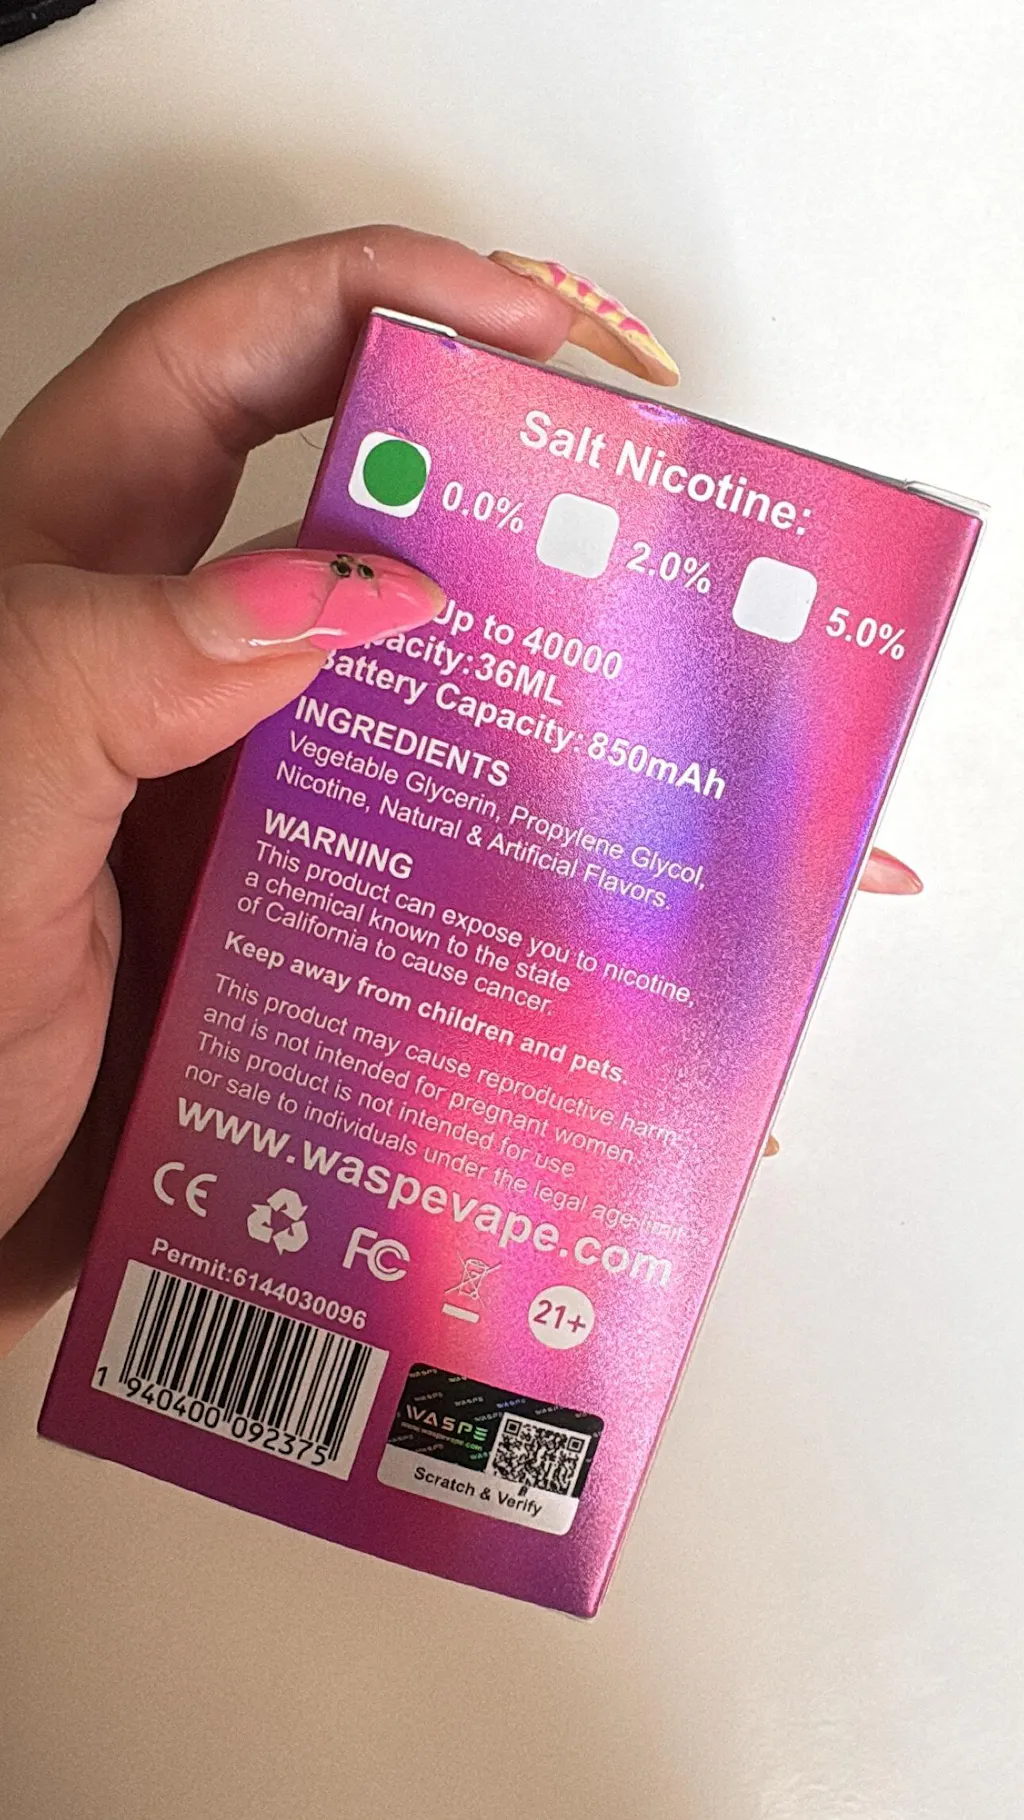 Salt Nicotine:
0.0% 2.0% 5.0%
Up to 40000
36ML
Battery Capacity:850mAh
INGREDIENTS
Vegetable Glycerin, Propylene Glycol,
Nicotine, Natural & Artificial Flavors.
WARNING
This product can expose you to nicotine,
a chemical known to the state
of California to cause cancer.
Keep away from children and pets.
This product may cause reproductive harm
and is not intended for pregnant women.
This product is not intended for use
nor sale to individuals under the legal age limit
www.waspevape.com
CE FC 21+
Permit:6144030096
1 940400 092375
WASPE
www.waspevape.com
Scratch & Verify